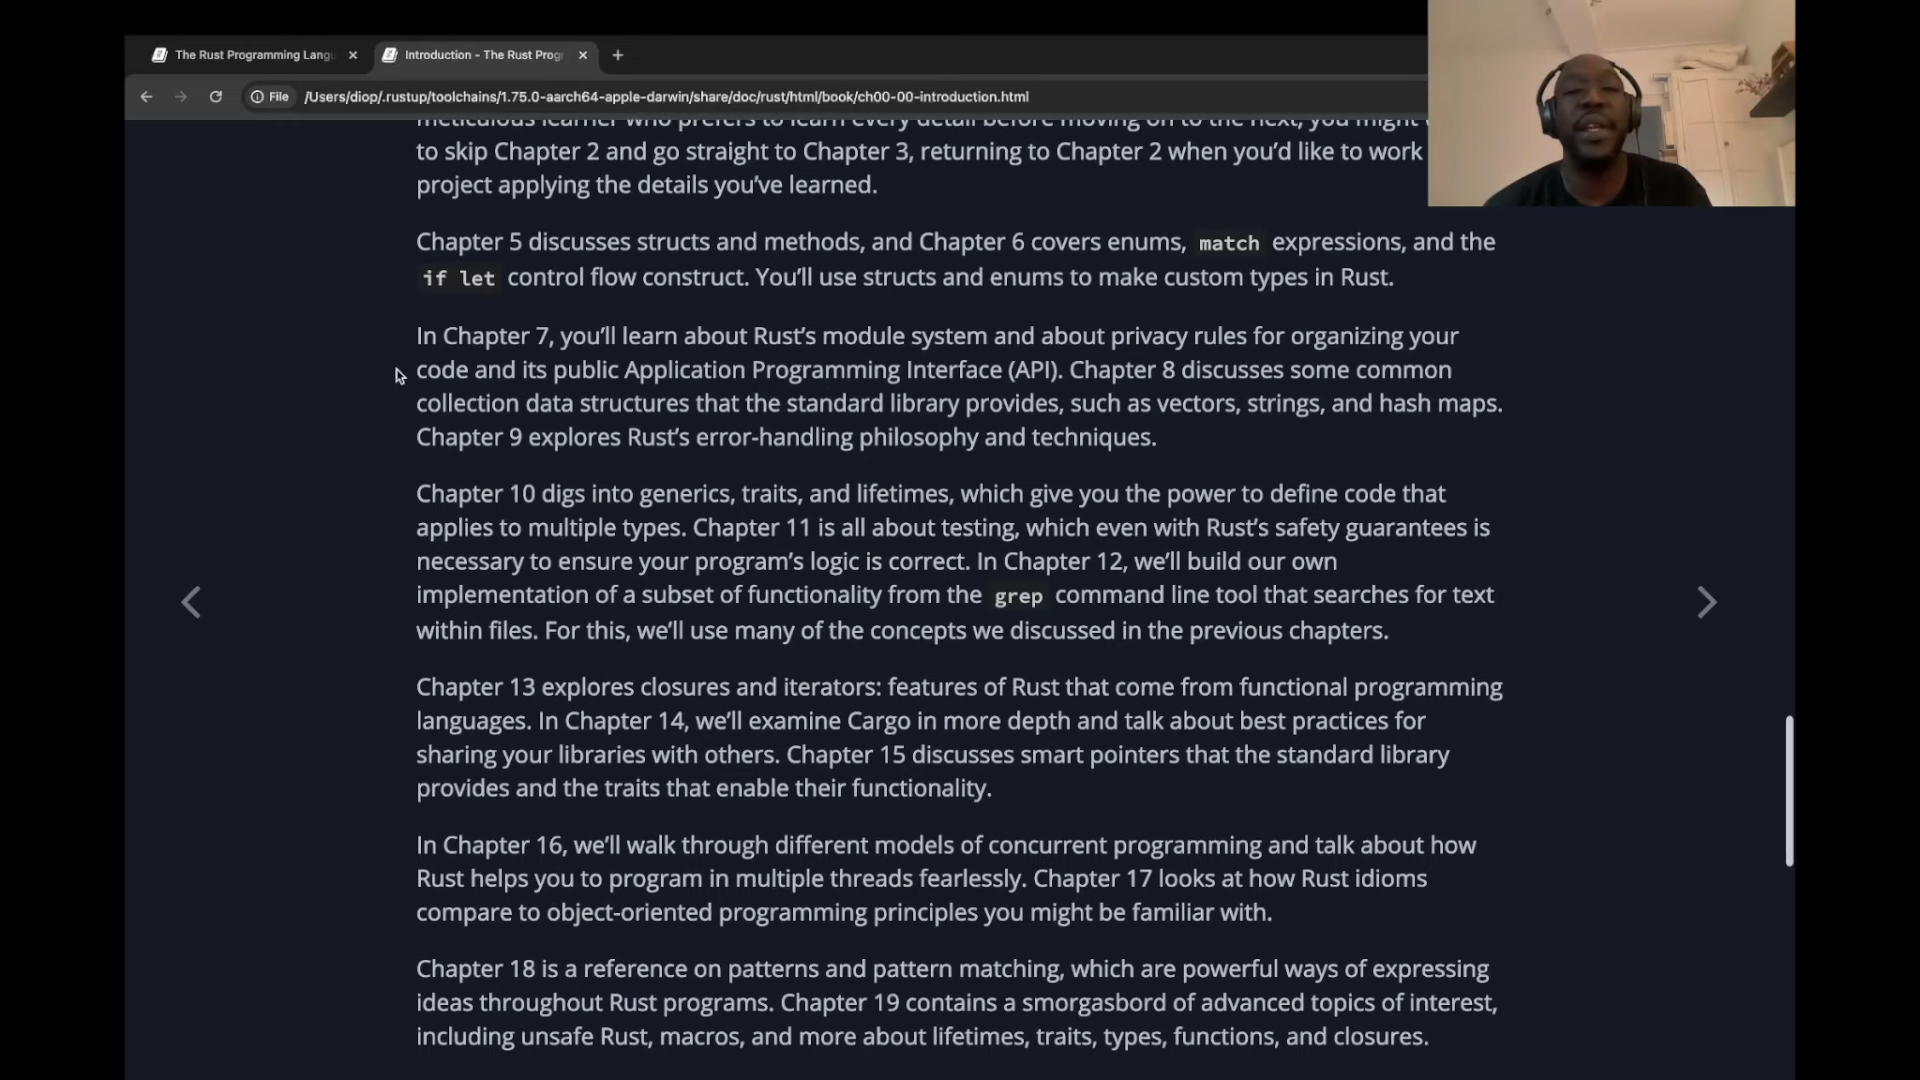 The Rust Programming Langu
Introduction - The Rust Prog
File
/Users/diop/.rustup/toolchains/1.75.0-aarch64-apple-darwin/share/doc/rust/html/book/ch00-00-introduction.html
meticulous learner who prefers to learn every detail before moving on to the next, you might
to skip Chapter 2 and go straight to Chapter 3, returning to Chapter 2 when you’d like to work
project applying the details you’ve learned.
Chapter 5 discusses structs and methods, and Chapter 6 covers enums, match expressions, and the
if let control flow construct. You’ll use structs and enums to make custom types in Rust.
In Chapter 7, you’ll learn about Rust’s module system and about privacy rules for organizing your
code and its public Application Programming Interface (API). Chapter 8 discusses some common
collection data structures that the standard library provides, such as vectors, strings, and hash maps.
Chapter 9 explores Rust’s error-handling philosophy and techniques.
Chapter 10 digs into generics, traits, and lifetimes, which give you the power to define code that
applies to multiple types. Chapter 11 is all about testing, which even with Rust’s safety guarantees is
necessary to ensure your program’s logic is correct. In Chapter 12, we’ll build our own
implementation of a subset of functionality from the grep command line tool that searches for text
within files. For this, we’ll use many of the concepts we discussed in the previous chapters.
Chapter 13 explores closures and iterators: features of Rust that come from functional programming
languages. In Chapter 14, we’ll examine Cargo in more depth and talk about best practices for
sharing your libraries with others. Chapter 15 discusses smart pointers that the standard library
provides and the traits that enable their functionality.
In Chapter 16, we’ll walk through different models of concurrent programming and talk about how
Rust helps you to program in multiple threads fearlessly. Chapter 17 looks at how Rust idioms
compare to object-oriented programming principles you might be familiar with.
Chapter 18 is a reference on patterns and pattern matching, which are powerful ways of expressing
ideas throughout Rust programs. Chapter 19 contains a smorgasbord of advanced topics of interest,
including unsafe Rust, macros, and more about lifetimes, traits, types, functions, and closures.